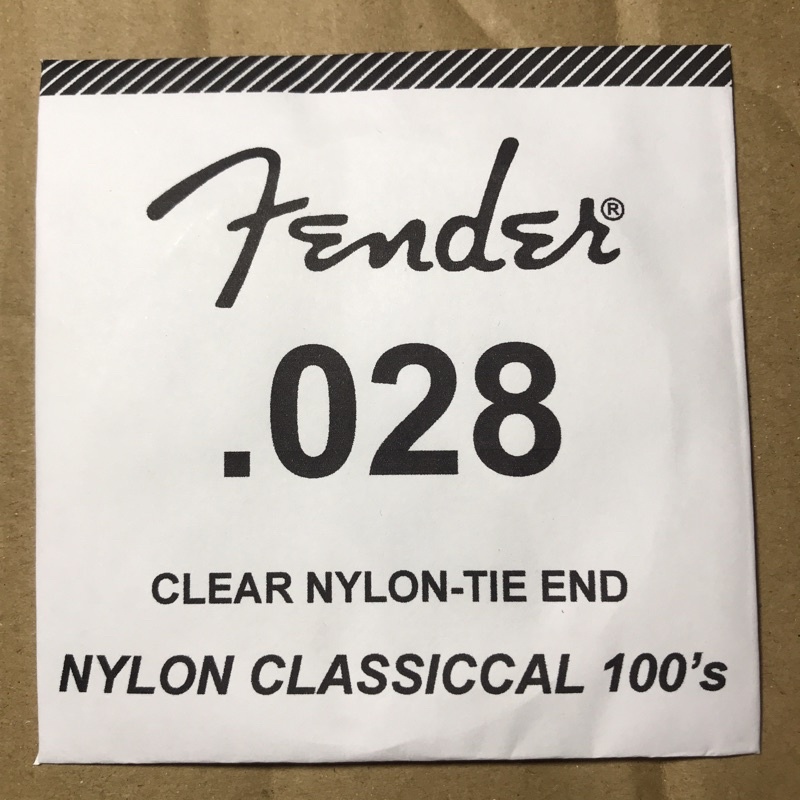 Fender®
.028
CLEAR NYLON-TIE END
NYLON CLASSICCAL 100's